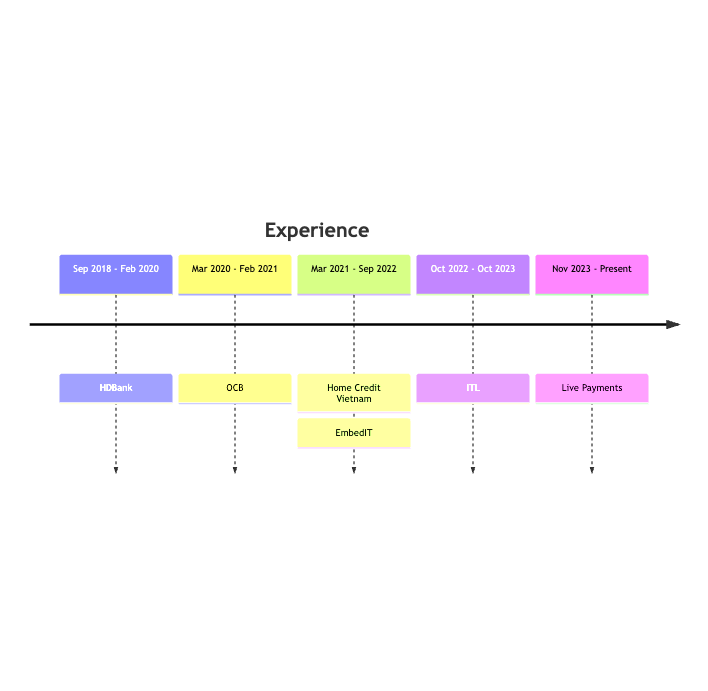 Experience
Sep 2018 - Feb 2020
Mar 2020 - Feb 2021
Mar 2021 - Sep 2022
Oct 2022 - Oct 2023
Nov 2023 - Present
HDBank
OCB
Home Credit
Vietnam
EmbedIT
ITL
Live Payments